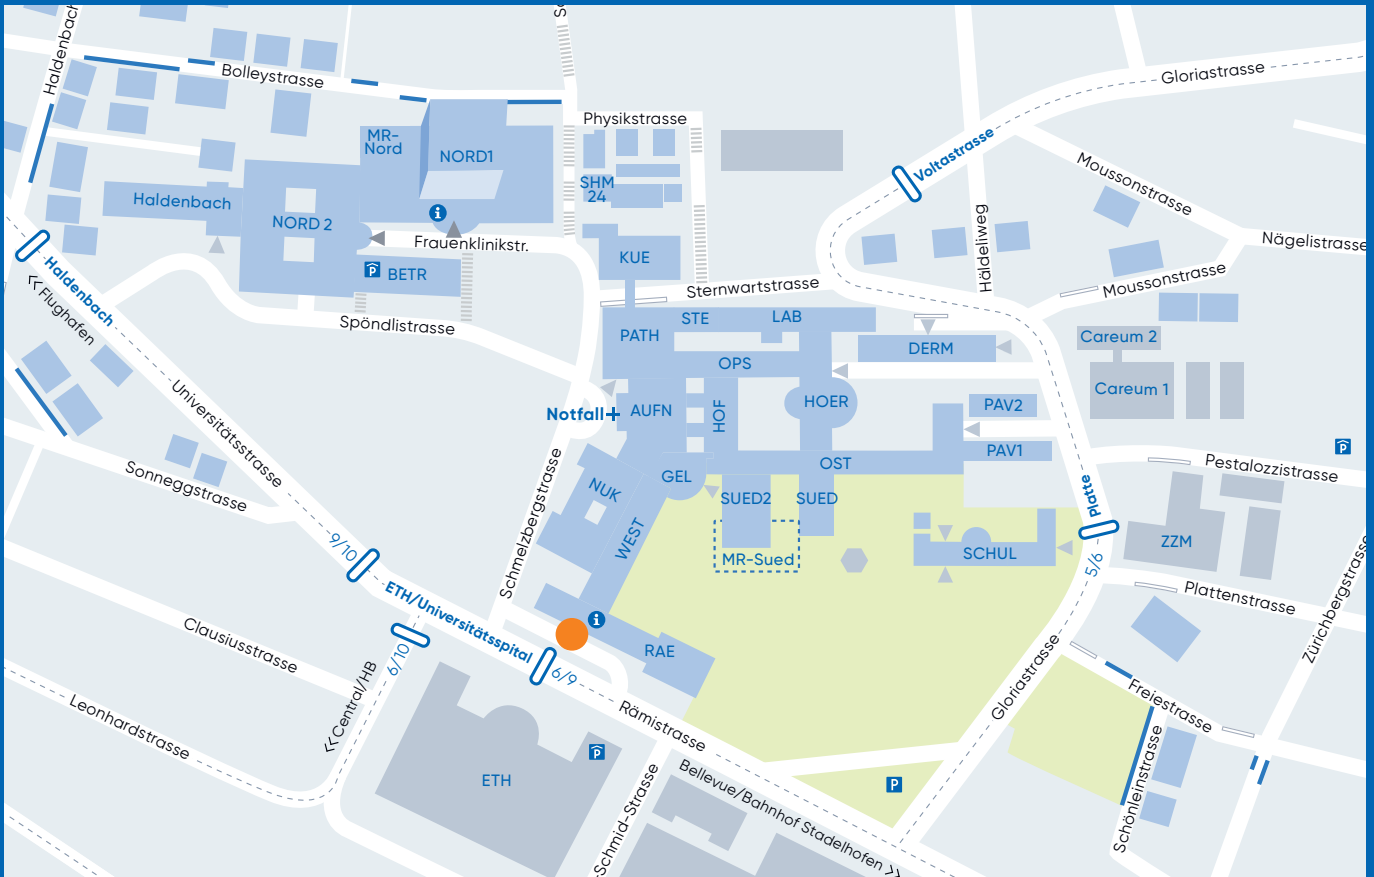 Haldenbach
Bolleystrasse
Gloriastrasse
Physikstrasse
MR-
Nord
NORD1
Voltastrasse
Moussonstrasse
SHM
24
Haldenbach
NORD 2
i
Frauenklinikstr.
Häldeliweg
Nägelistrasse
KUE
P
BETR
Haldenbach
Flughafen
Sternwartstrasse
Moussonstrasse
Spöndlistrasse
STE
LAB
PATH
DERM
Careum 2
OPS
Careum 1
Universitätsstrasse
Notfall
AUFN
HOF
HOER
PAV2
P
PAV1
OST
Pestalozzistrasse
Sonneggstrasse
GEL
NUK
SUED2
SUED
Platte
Schmelzbergstrasse
WEST
9/10
MR-Sued
SCHUL
ZZM
5/6
ETH/Universitätsspital
Plattenstrasse
Zürichbergstrasse
i
Clausiusstrasse
6/10
6/9
RAE
Central/HB
Gloriastrasse
Freiestrasse
Leonhardstrasse
Rämistrasse
P
ETH
Bellevue/Bahnhof Stadelhofen
P
Schönleinstrasse
-Schmid-Strasse